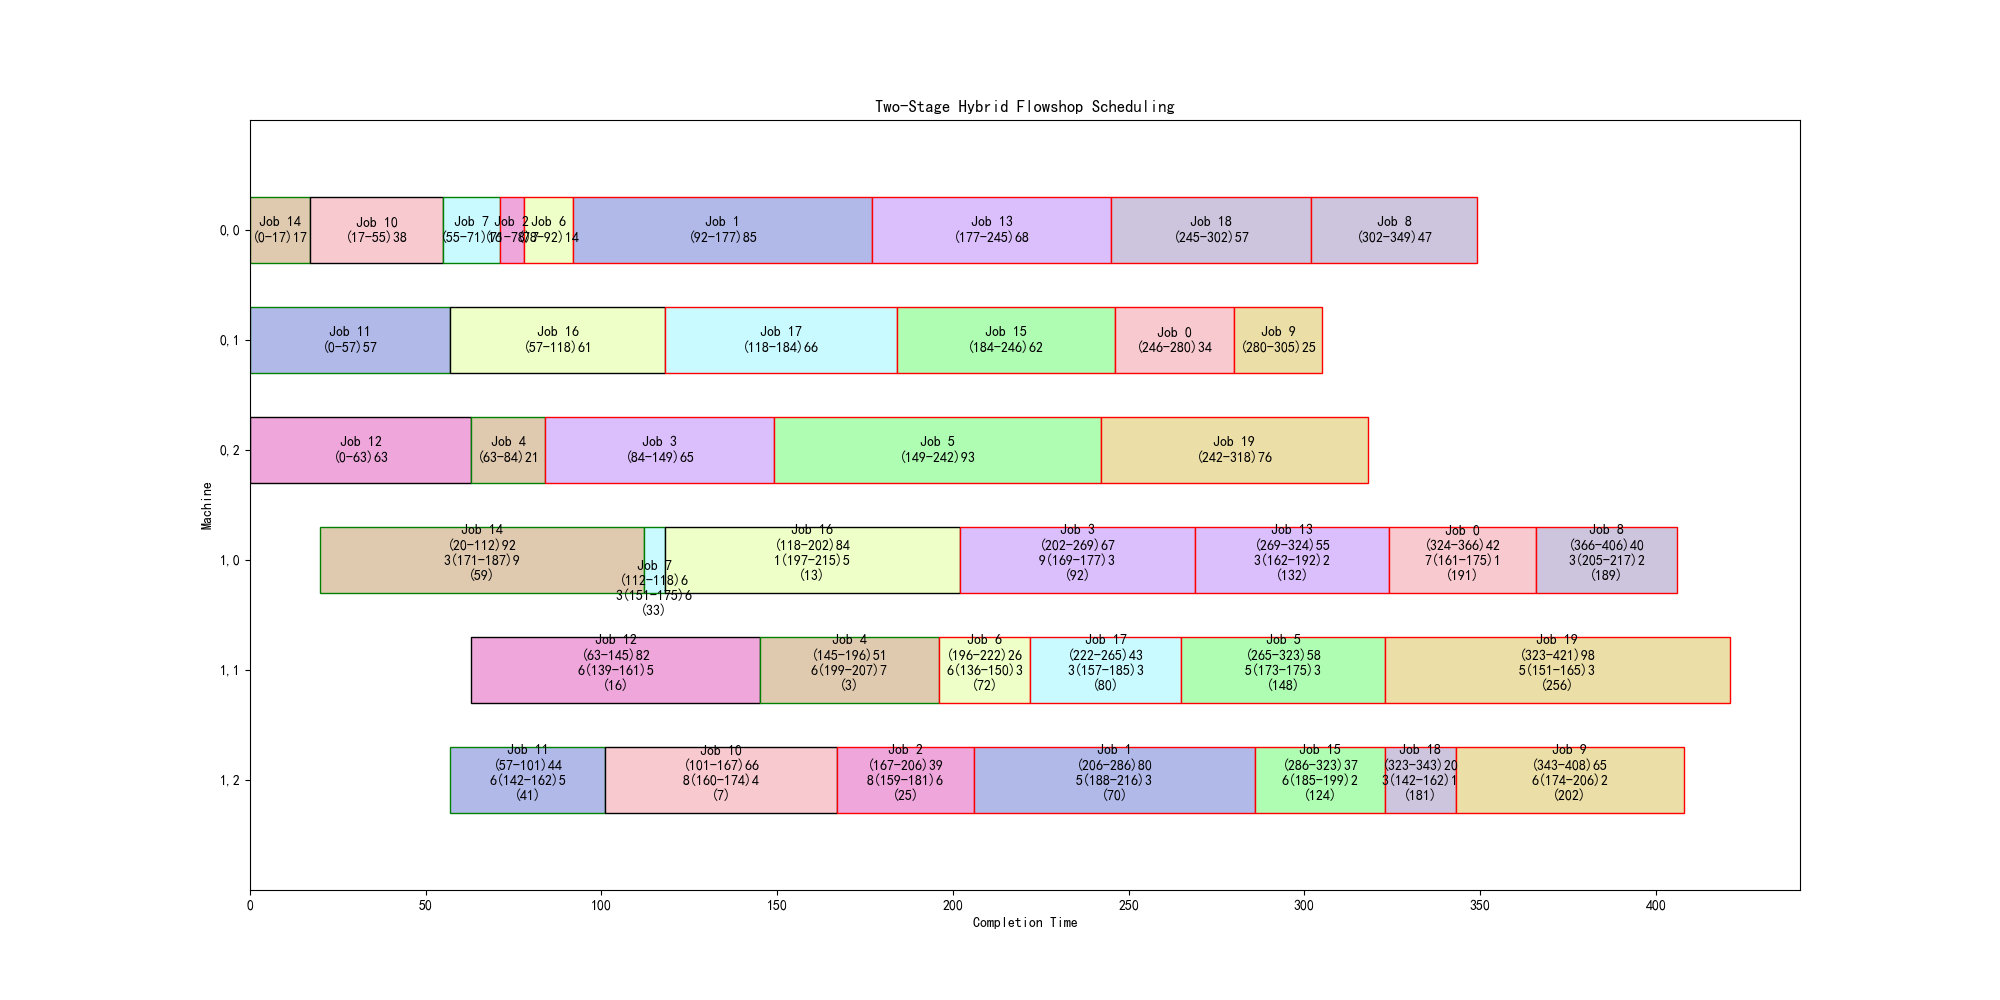 Two-Stage Hybrid Flowshop Scheduling
0,0
Job 14
(0-17)17
Job 10
(17-55)38
Job 7
(55-71)16
Job 2
(71-78)7
Job 6
(78-92)14
Job 1
(92-177)85
Job 13
(177-245)68
Job 18
(245-302)57
Job 8
(302-349)47
0,1
Job 11
(0-57)57
Job 16
(57-118)61
Job 17
(118-184)66
Job 15
(184-246)62
Job 0
(246-280)34
Job 9
(280-305)25
0,2
Job 12
(0-63)63
Job 4
(63-84)21
Job 3
(84-149)65
Job 5
(149-242)93
Job 19
(242-318)76
Machine
1,0
Job 14
(20-112)92
3(171-187)9
(59)
Job 7
(112-118)6
3(151-175)6
(33)
Job 16
(118-202)84
1(197-215)5
(13)
Job 3
(202-269)67
9(169-177)3
(92)
Job 13
(269-324)55
3(162-192)2
(132)
Job 0
(324-366)42
7(161-175)1
(191)
Job 8
(366-406)40
3(205-217)2
(189)
1,1
Job 12
(63-145)82
6(139-161)5
(16)
Job 4
(145-196)51
6(199-207)7
(3)
Job 6
(196-222)26
6(136-150)3
(72)
Job 17
(222-265)43
3(157-185)3
(80)
Job 5
(265-323)58
5(173-175)3
(148)
Job 19
(323-421)98
5(151-165)3
(256)
1,2
Job 11
(57-101)44
6(142-162)5
(41)
Job 10
(101-167)66
8(160-174)4
(7)
Job 2
(167-206)39
8(159-181)6
(25)
Job 1
(206-286)80
5(188-216)3
(70)
Job 15
(286-323)37
6(185-199)2
(124)
Job 18
(323-343)20
3(142-162)1
(181)
Job 9
(343-408)65
6(174-206)2
(202)
0 50 100 150 200 250 300 350 400
Completion Time